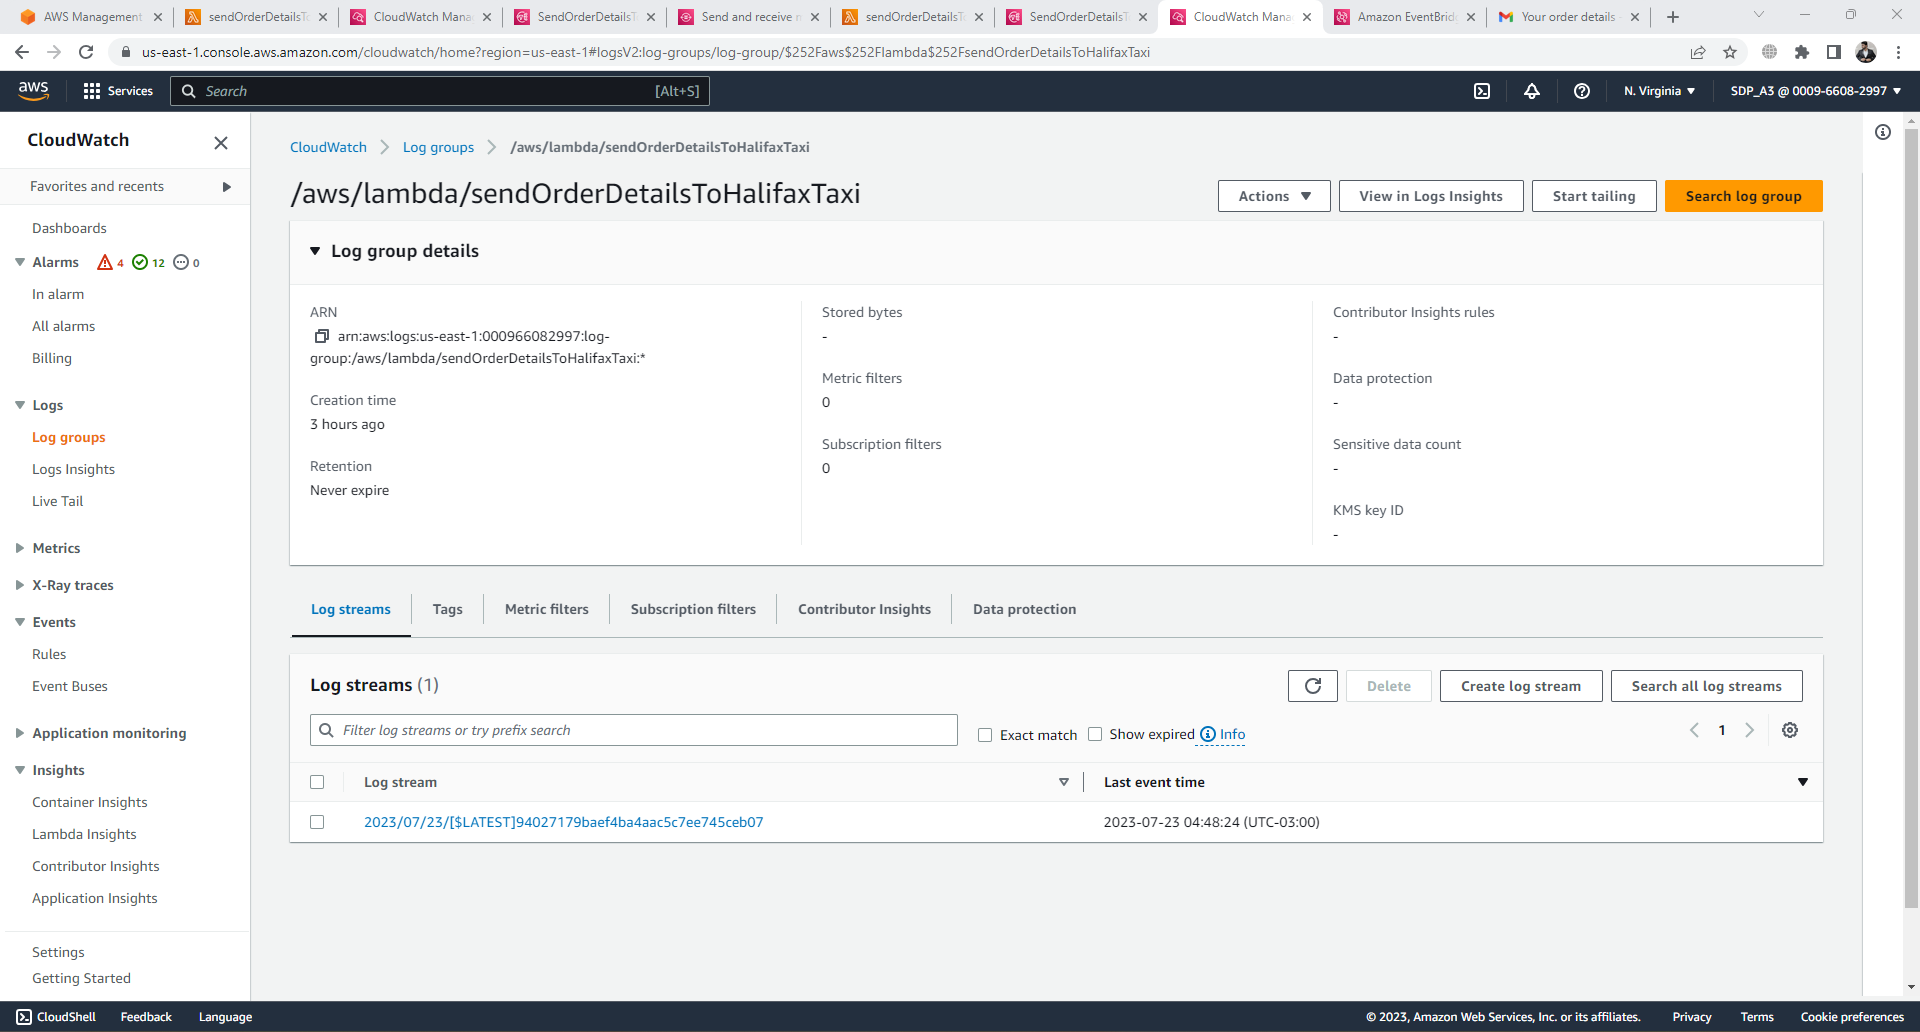 AWS Management
sendOrderDetailsT
CloudWatch Mana
SendOrderDetailsT
Send and receive m
sendOrderDetailsT
SendOrderDetailsT
CloudWatch Mana
Amazon EventBridg
Your order details
us-east-1.console.aws.amazon.com/cloudwatch/home?region=us-east-1#logsV2:log-groups/log-group/$252Faws$252Flambda$252FsendOrderDetailsToHalifaxTaxi
aws
Services
Search
[Alt+S]
N. Virginia
SDP_A3 @ 0009-6608-2997
CloudWatch
Favorites and recents
Dashboards
Alarms 4 12 0
In alarm
All alarms
Billing
Logs
Log groups
Logs Insights
Live Tail
Metrics
X-Ray traces
Events
Rules
Event Buses
Application monitoring
Insights
Container Insights
Lambda Insights
Contributor Insights
Application Insights
Settings
Getting Started
CloudWatch
Log groups
/aws/lambda/sendOrderDetailsToHalifaxTaxi
/aws/lambda/sendOrderDetailsToHalifaxTaxi
Actions
View in Logs Insights
Start tailing
Search log group
Log group details
ARN
arn:aws:logs:us-east-1:000966082997:log-
group:/aws/lambda/sendOrderDetailsToHalifaxTaxi:*
Creation time
3 hours ago
Retention
Never expire
Stored bytes
-
Metric filters
0
Subscription filters
0
Contributor Insights rules
-
Data protection
-
Sensitive data count
-
KMS key ID
-
Log streams
Tags
Metric filters
Subscription filters
Contributor Insights
Data protection
Log streams (1)
Delete
Create log stream
Search all log streams
Filter log streams or try prefix search
Exact match
Show expired
Info
1
Log stream
Last event time
2023/07/23/[$LATEST]94027179baef4ba4aac5c7ee745ceb07
2023-07-23 04:48:24 (UTC-03:00)
CloudShell
Feedback
Language
© 2023, Amazon Web Services, Inc. or its affiliates.
Privacy
Terms
Cookie preferences